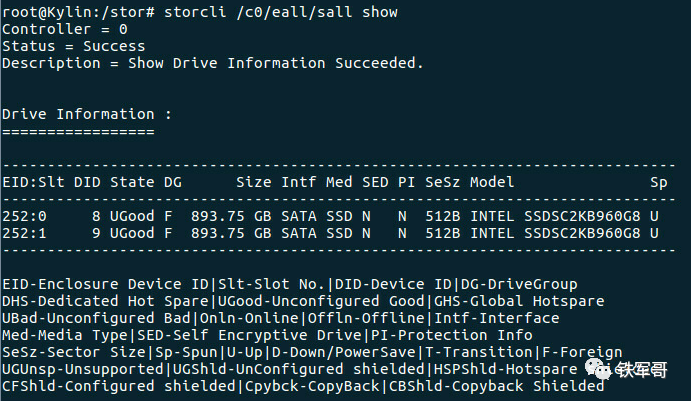 root@Kylin:/stor# storcli /c0/eall/sall show
Controller = 0
Status = Success
Description = Show Drive Information Succeeded.
Drive Information :
=================
-----------------------------------------------------------------------------
EID:Slt DID State DG      Size Intf Med SED PI SeSz Model                Sp
-----------------------------------------------------------------------------
252:0     8 UGood F  893.75 GB SATA SSD N   N  512B INTEL SSDSC2KB960G8 U
252:1     9 UGood F  893.75 GB SATA SSD N   N  512B INTEL SSDSC2KB960G8 U
-----------------------------------------------------------------------------
EID-Enclosure Device ID|Slt-Slot No.|DID-Device ID|DG-DriveGroup
DHS-Dedicated Hot Spare|UGood-Unconfigured Good|GHS-Global Hotspare
UBad-Unconfigured Bad|Onln-Online|Offln-Offline|Intf-Interface
Med-Media Type|SED-Self Encryptive Drive|PI-Protection Info
SeSz-Sector Size|Sp-Spun|U-Up|D-Down/PowerSave|T-Transition|F-Foreign
UGUnsp-Unsupported|UGShld-UnConfigured shielded|HSPShld-Hotspare
CFShld-Configured shielded|Cpybck-CopyBack|CBShld-Copyback Shielded
铁军哥